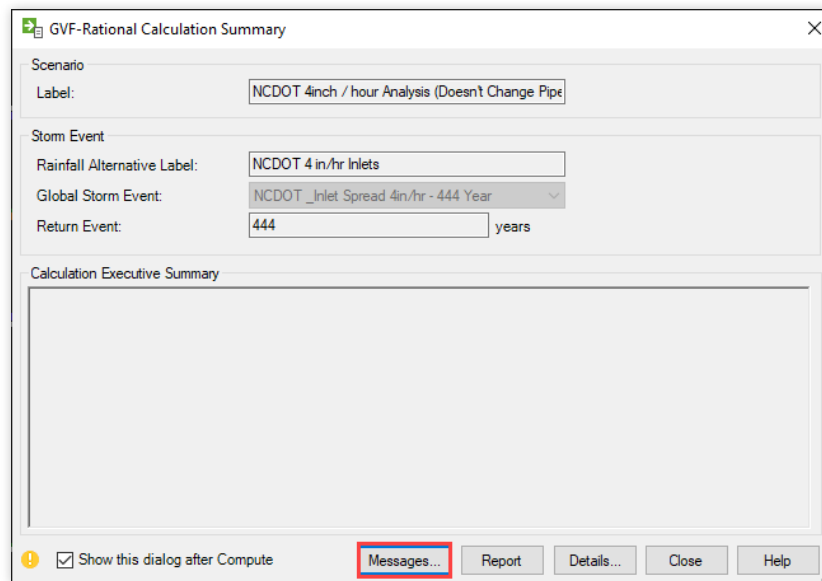 GVF-Rational Calculation Summary
Scenario
Label: NCDOT 4inch / hour Analysis (Doesn't Change Pipe
Storm Event
Rainfall Alternative Label: NCDOT 4 in/hr Inlets
Global Storm Event: NCDOT _Inlet Spread 4in/hr - 444 Year
Return Event: 444 years
Calculation Executive Summary
Show this dialog after Compute Messages... Report Details... Close Help